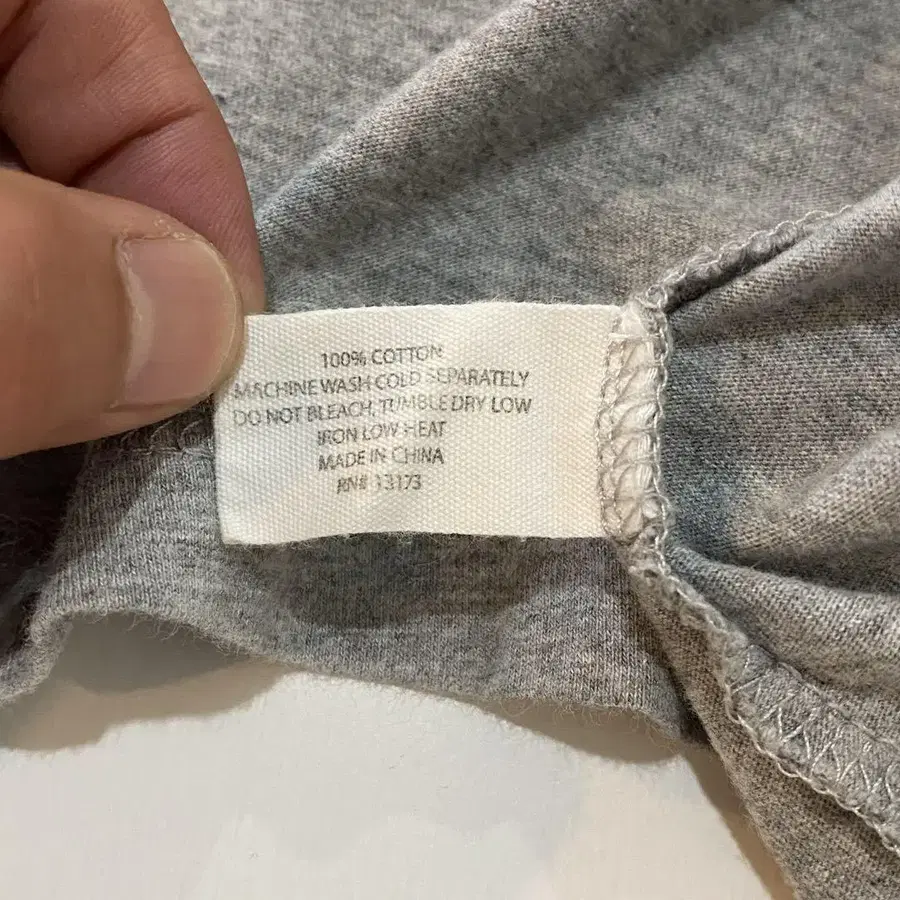 100% COTTON
MACHINE WASH COLD SEPARATELY
DO NOT BLEACH, TUMBLE DRY LOW
IRON LOW HEAT
MADE IN CHINA
RN# 13173